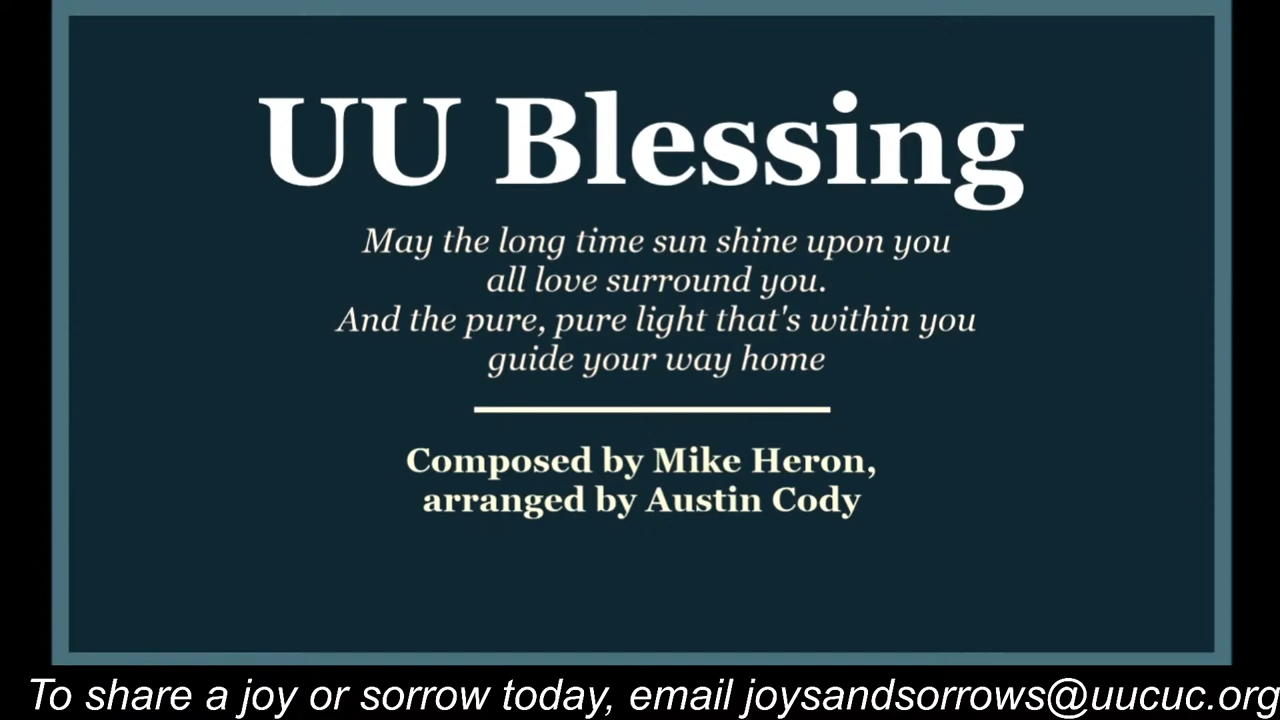 UU Blessing
May the long time sun shine upon you
all love surround you.
And the pure, pure light that's within you
guide your way home
Composed by Mike Heron,
arranged by Austin Cody
To share a joy or sorrow today, email joysandsorrows@uucuc.org